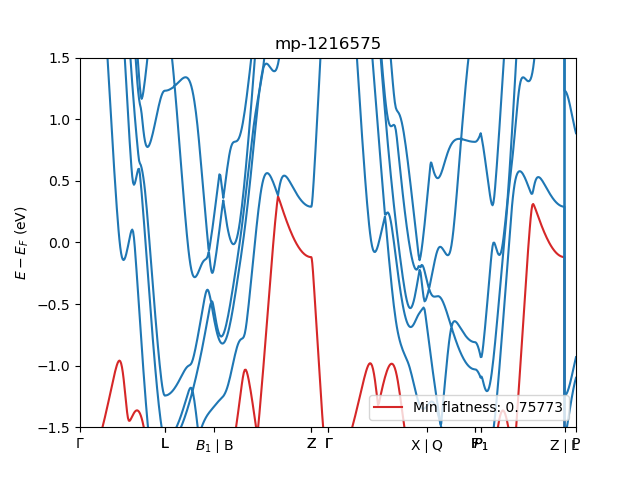 mp-1216575
E − E_F (eV)
1.5
1.0
0.5
0.0
−0.5
−1.0
−1.5
Min flatness: 0.75773
Γ L B₁ | B Z Γ X | Q P₁ Z | L P